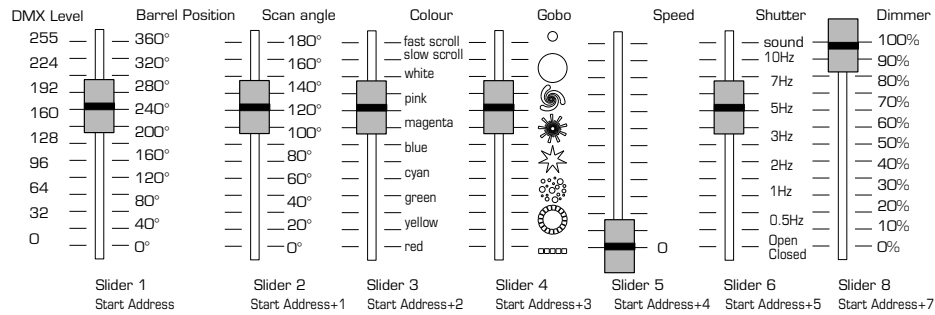 DMX Level Barrel Position Scan angle Colour Gobo Speed Shutter Dimmer
255
224
192
160
128
96
64
32
0
360°
320°
280°
240°
200°
160°
120°
80°
40°
0°
180°
160°
140°
120°
100°
80°
60°
40°
20°
0°
fast scroll
slow scroll
white
pink
magenta
blue
cyan
green
yellow
red
0
sound
10Hz
7Hz
5Hz
3Hz
2Hz
1Hz
0.5Hz
Open
Closed
100%
90%
80%
70%
60%
50%
40%
30%
20%
10%
0%
Slider 1 Slider 2 Slider 3 Slider 4 Slider 5 Slider 6 Slider 8
Start Address Start Address+1 Start Address+2 Start Address+3 Start Address+4 Start Address+5 Start Address+7